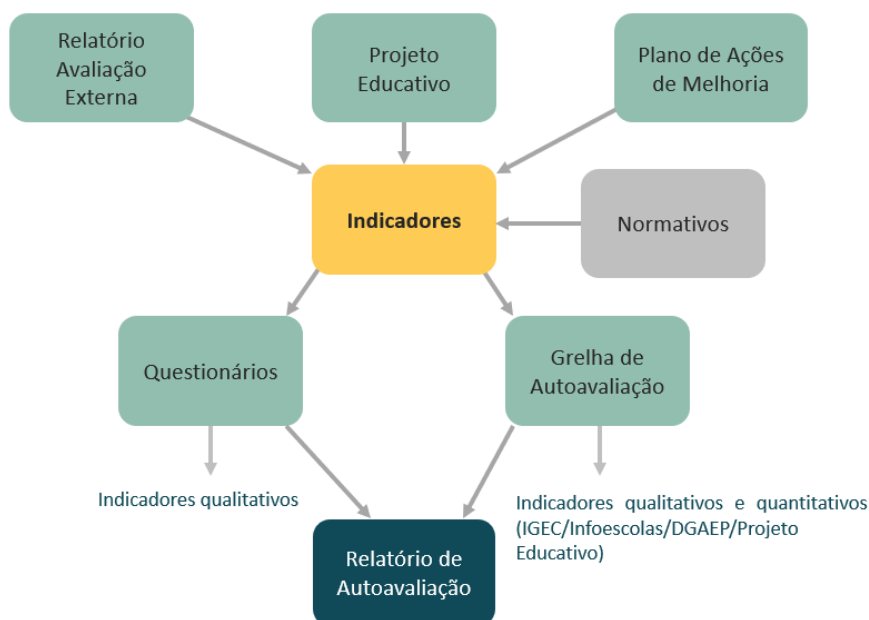 Relatório
Avaliação
Externa
Projeto
Educativo
Plano de Ações
de Melhoria
Indicadores
Normativos
Questionários
Grelha de
Autoavaliação
Indicadores qualitativos
Indicadores qualitativos e quantitativos
(IGEC/Infoescolas/DGAEP/Projeto
Educativo)
Relatório de
Autoavaliação